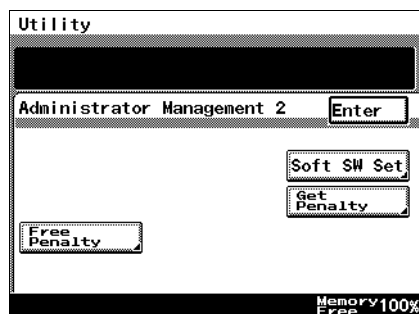 Utility
Administrator Management 2
Enter
Soft SW Set
Get
Penalty
Free
Penalty
Memory
Free
100%